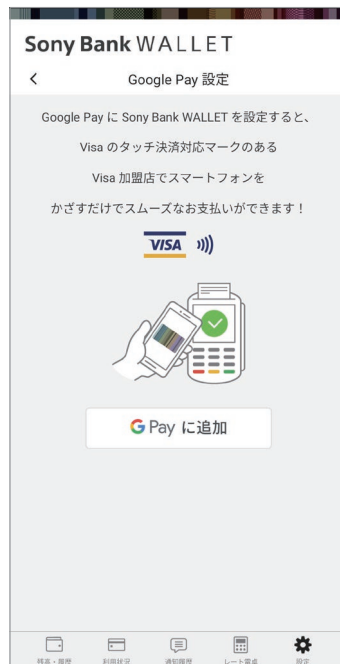 Sony Bank WALLET
Google Pay 設定
Google Pay に Sony Bank WALLET を設定すると、
Visa のタッチ決済対応マークのある
Visa 加盟店でスマートフォンを
かざすだけでスムーズなお支払いができます！
VISA
G Pay に追加
残高・履歴 利用状況 通知履歴 レート電卓 設定